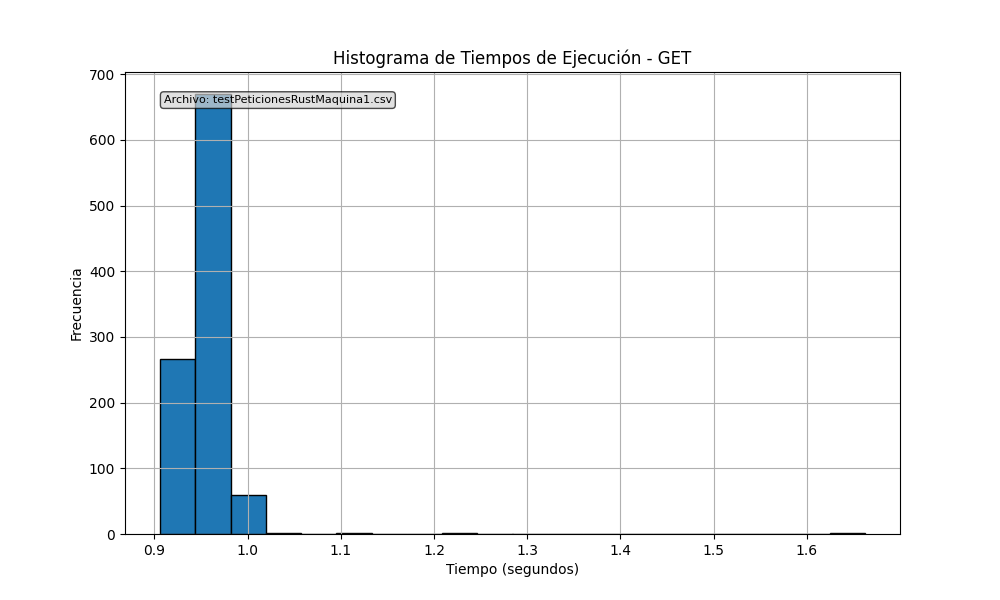 Histograma de Tiempos de Ejecución - GET
Archivo: testPeticionesRustMaquina1.csv
Frecuencia
700
600
500
400
300
200
100
0
0.9 1.0 1.1 1.2 1.3 1.4 1.5 1.6
Tiempo (segundos)